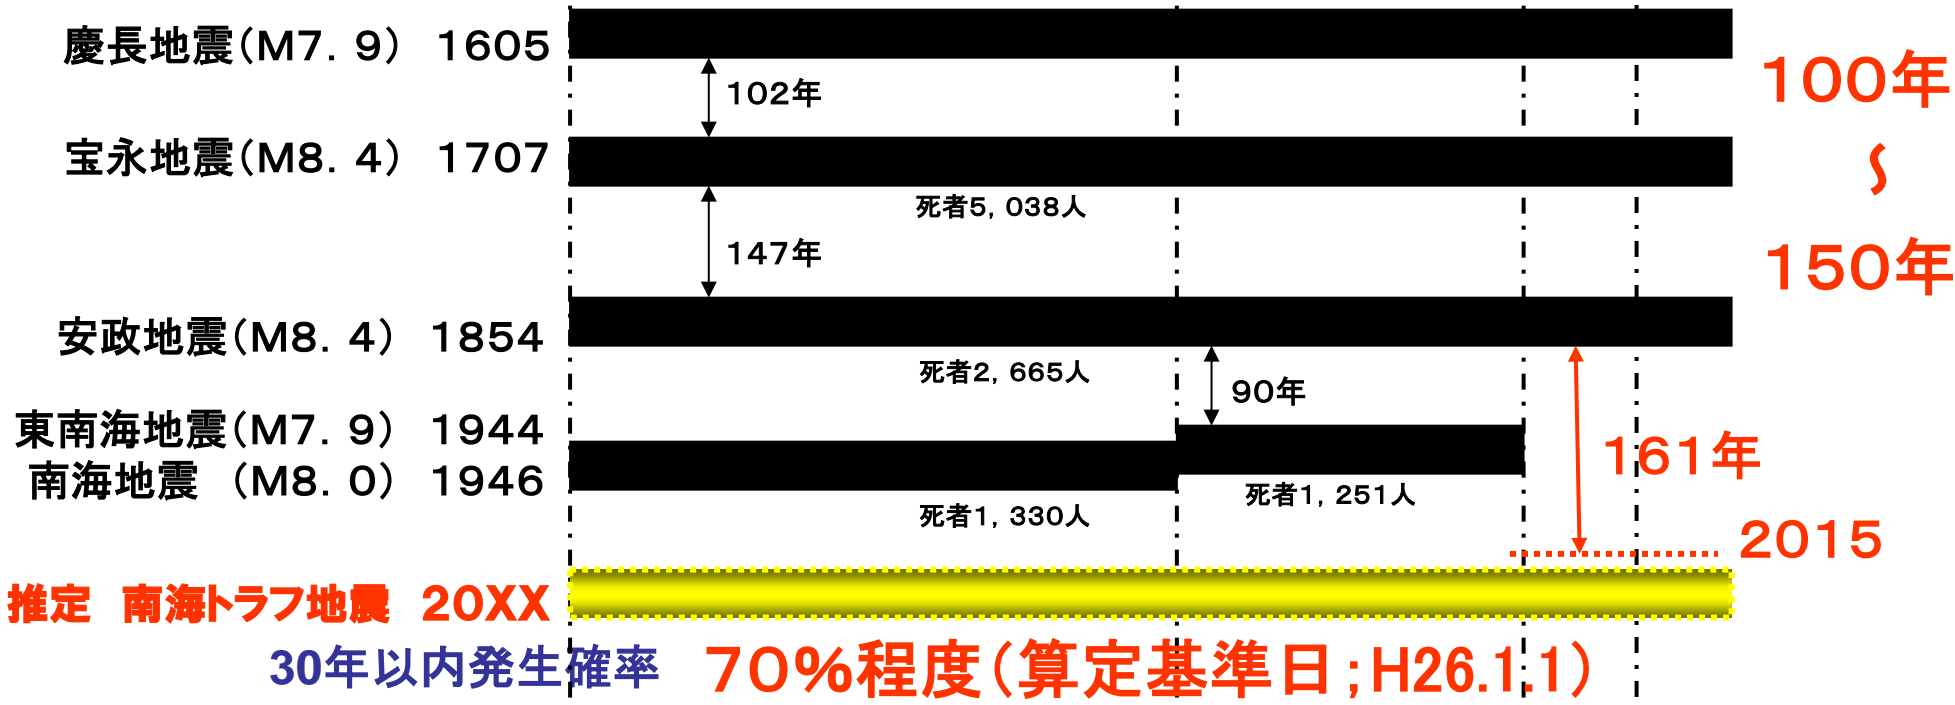 慶長地震(M7．9)　1605
102年
100年
宝永地震(M8．4)　1707
～
死者5，038人
147年
150年
安政地震(M8．4)　1854
死者2，665人
90年
東南海地震(M7．9)　1944
161年
南海地震　(M8．0)　1946
死者1，251人
死者1，330人
2015
推定　南海トラフ地震　20XX
30年以内発生確率　70%程度(算定基準日;H26.1.1)